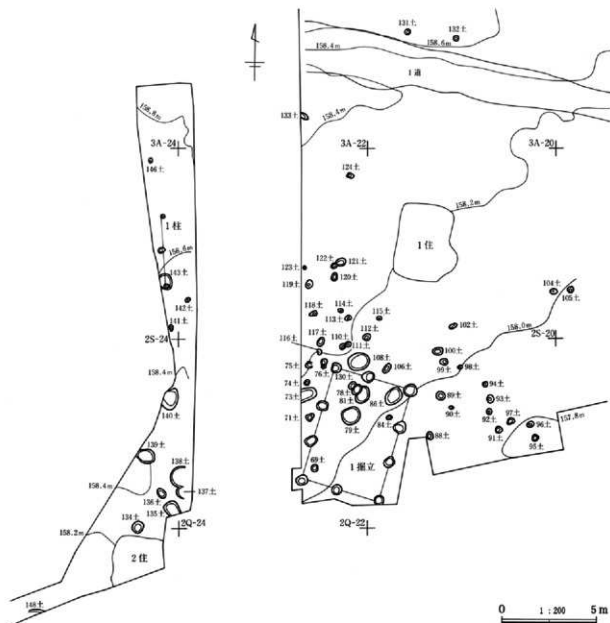 131土
132土
158.4m
158.6m
1溝
158.4m
133土
158.8m
3A-24
3A-22
3A-20
146土
124土
158.2m
1柱
1住
158.6m
122土
121土
123土
120土
119土
143土
142土
104土
105土
118土
114土
113土
115土
141土
102土
158.0m
2S-24
2S-20
116土
117土
110土
111土
112土
100土
99土
98土
158.4m
75土
76土
108土
106土
74土
130土
73土
78土
81土
86土
89土
90土
94土
93土
92土
140土
71土
79土
84土
88土
91土
97土
96土
95土
157.8m
139土
138土
158.4m
69土
1掘立
137土
136土
135土
134土
158.2m
2Q-24
2Q-22
2住
148土
0
1:200
5m